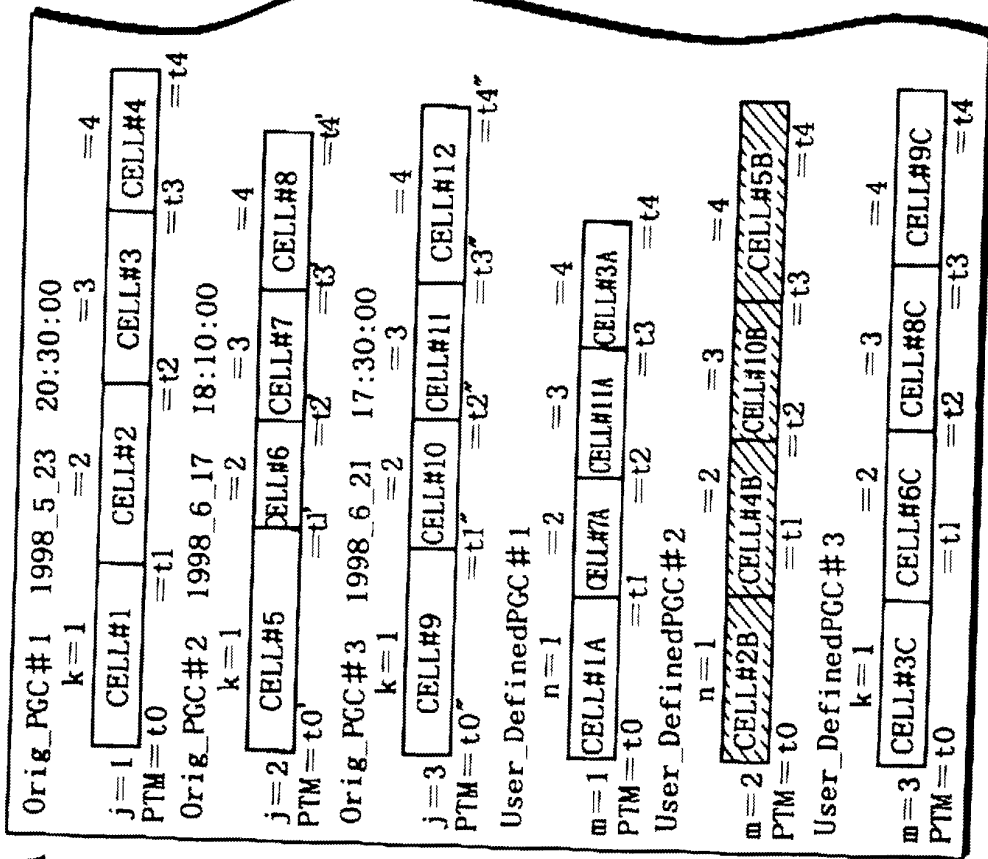 Orig_PGC#1 1998_5_23 20:30:00
k=1 =2 =3 =4
j=1 CELL#1 CELL#2 CELL#3 CELL#4
PTM=t0 =t1 =t2 =t3 =t4
Orig_PGC#2 1998_6_17 18:10:00
k=1 =2 =3 =4
j=2 CELL#5 CELL#6 CELL#7 CELL#8
PTM=t0' =t1' =t2' =t3' =t4'
Orig_PGC#3 1998_6_21 17:30:00
k=1 =2 =3 =4
j=3 CELL#9 CELL#10 CELL#11 CELL#12
PTM=t0" =t1" =t2" =t3" =t4"
User_DefinedPGC#1
n=1 =2 =3 =4
m=1 CELL#1A CELL#7A CELL#11A CELL#3A
PTM=t0 =t1 =t2 =t3 =t4
User_DefinedPGC#2
n=1 =2 =3 =4
m=2 CELL#2B CELL#4B CELL#10B CELL#5B
PTM=t0 =t1 =t2 =t3 =t4
User_DefinedPGC#3
k=1 =2 =3 =4
m=3 CELL#3C CELL#6C CELL#8C CELL#9C
PTM=t0 =t1 =t2 =t3 =t4